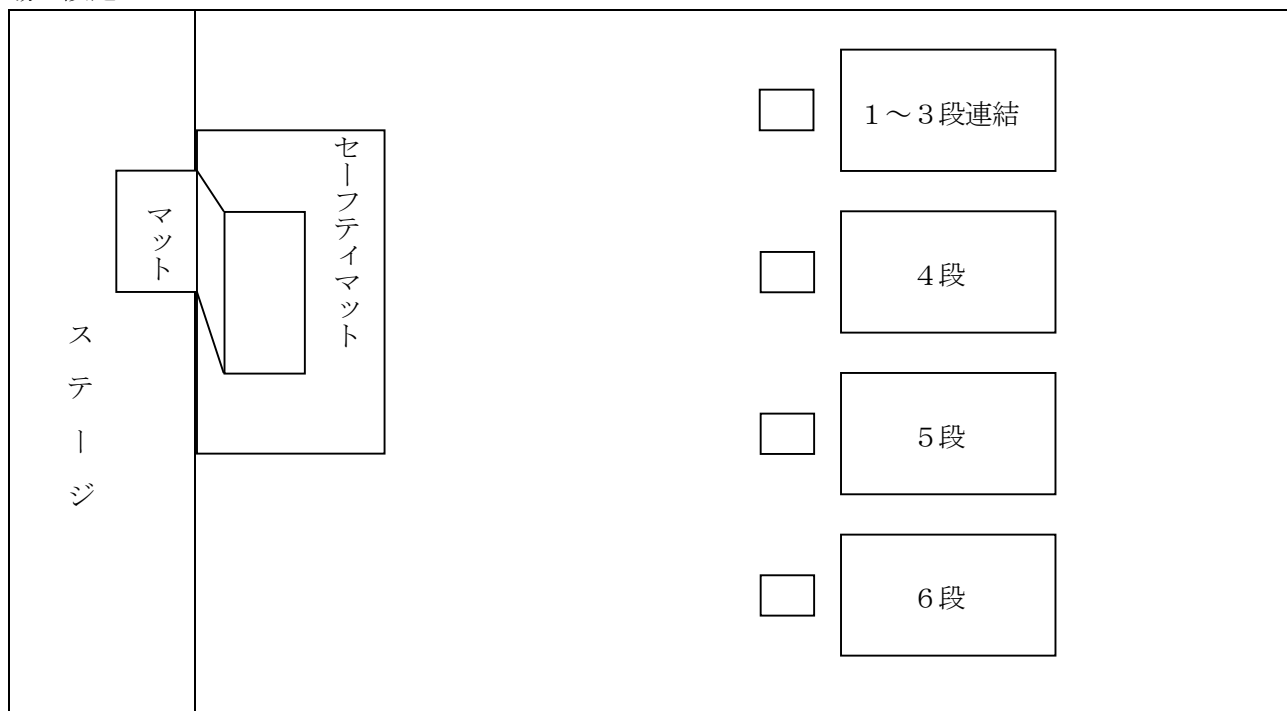 １～３段連結
セーフティマット
マット
４段
ステージ
５段
６段